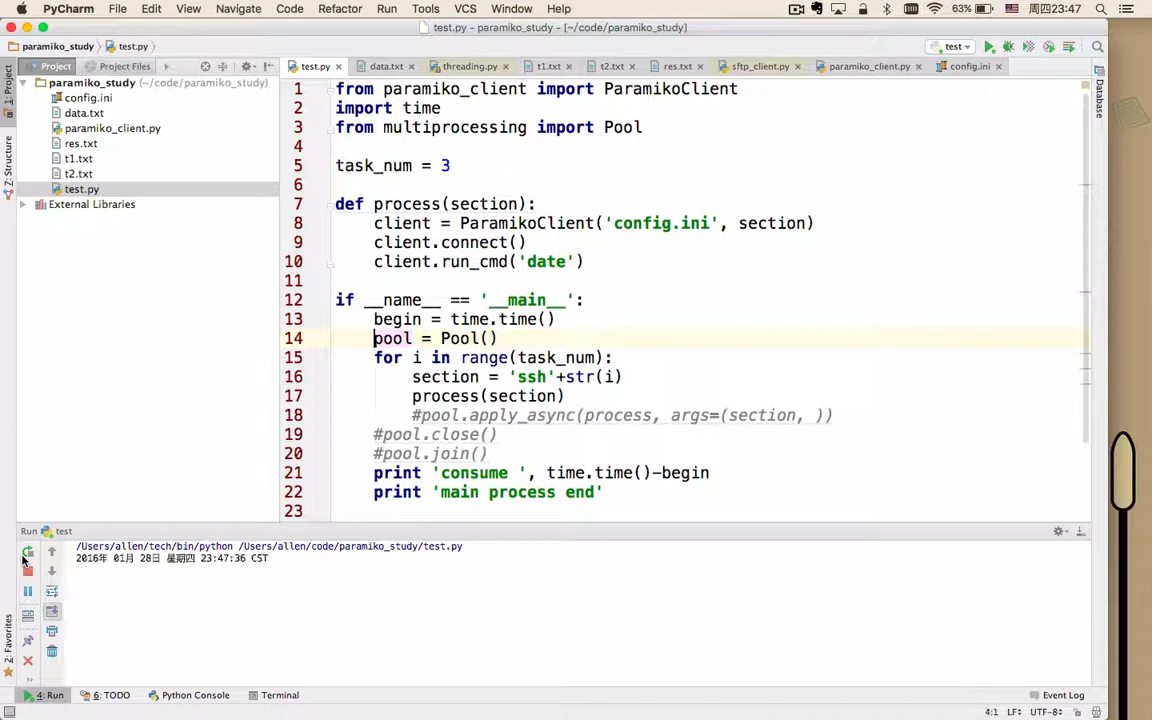 PyCharm File Edit View Navigate Code Refactor Run Tools VCS Window Help 63% 周四23:47
test.py - paramiko_study - [~/code/paramiko_study]
paramiko_study test.py test
Project Project Files test.py data.txt threading.py t1.txt t2.txt res.txt sftp_client.py paramiko_client.py config.ini
1: Project
Z: Structure
2: Favorites
Database
paramiko_study (~/code/paramiko_study)
config.ini
data.txt
paramiko_client.py
res.txt
t1.txt
t2.txt
test.py
External Libraries
1 from paramiko_client import ParamikoClient
2 import time
3 from multiprocessing import Pool
4
5 task_num = 3
6
7 def process(section):
8 client = ParamikoClient('config.ini', section)
9 client.connect()
10 client.run_cmd('date')
11
12 if __name__ == '__main__':
13 begin = time.time()
14 pool = Pool()
15 for i in range(task_num):
16 section = 'ssh'+str(i)
17 process(section)
18 #pool.apply_async(process, args=(section, ))
19 #pool.close()
20 #pool.join()
21 print 'consume ', time.time()-begin
22 print 'main process end'
23
Run test
/Users/allen/tech/bin/python /Users/allen/code/paramiko_study/test.py
2016年 01月 28日 星期四 23:47:36 CST
4: Run 6: TODO Python Console Terminal Event Log
4:1 LF UTF-8